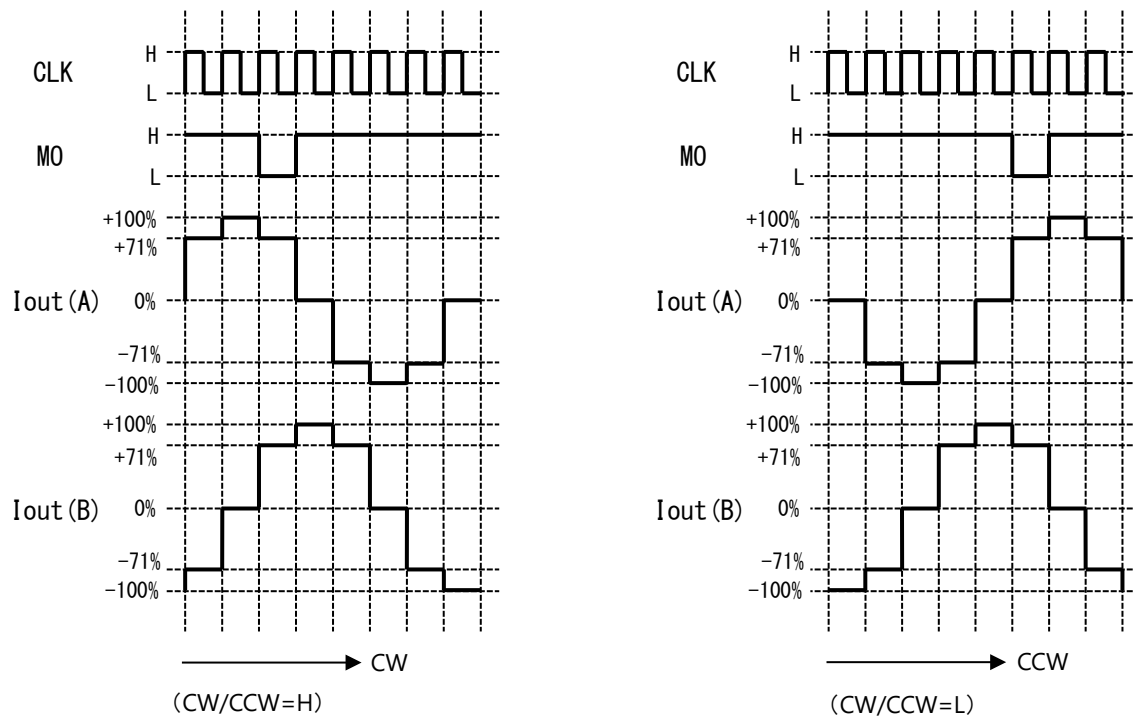 CLK
H
L
MO
H
L
Iout(A)
+100%
+71%
0%
−71%
−100%
Iout(B)
+100%
+71%
0%
−71%
−100%
CW
(CW/CCW=H)
CLK
H
L
MO
H
L
Iout(A)
+100%
+71%
0%
−71%
−100%
Iout(B)
+100%
+71%
0%
−71%
−100%
CCW
(CW/CCW=L)